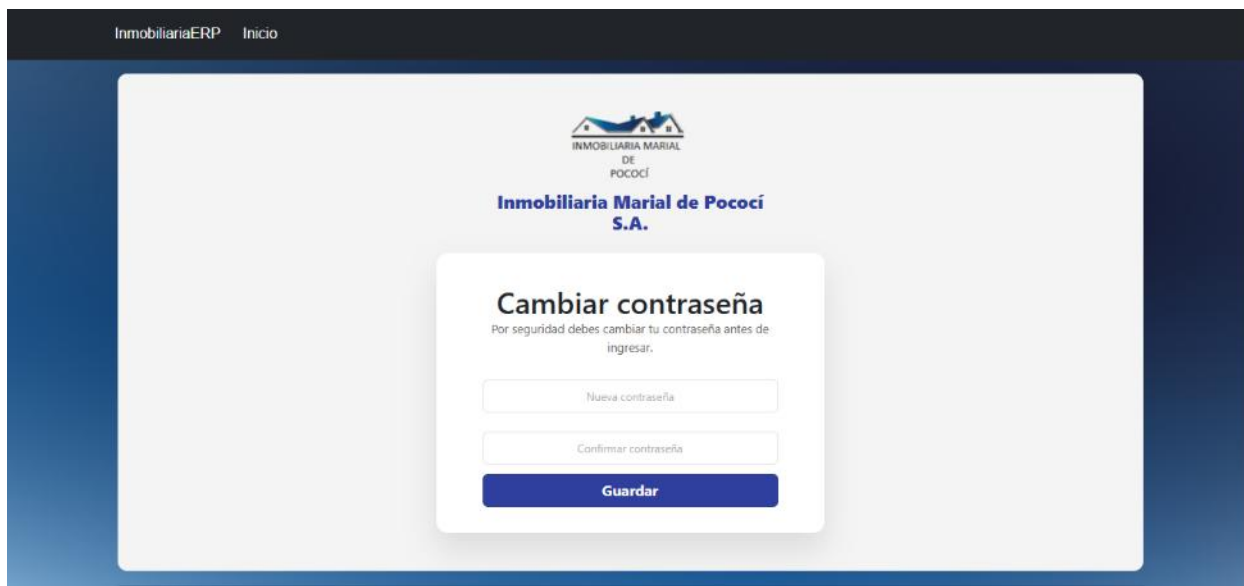 InmobiliariaERP Inicio
INMOBILIARIA MARIAL
DE
POCOCÍ
Inmobiliaria Marial de Pococí
S.A.
Cambiar contraseña
Por seguridad debes cambiar tu contraseña antes de
ingresar.
Nueva contraseña
Confirmar contraseña
Guardar